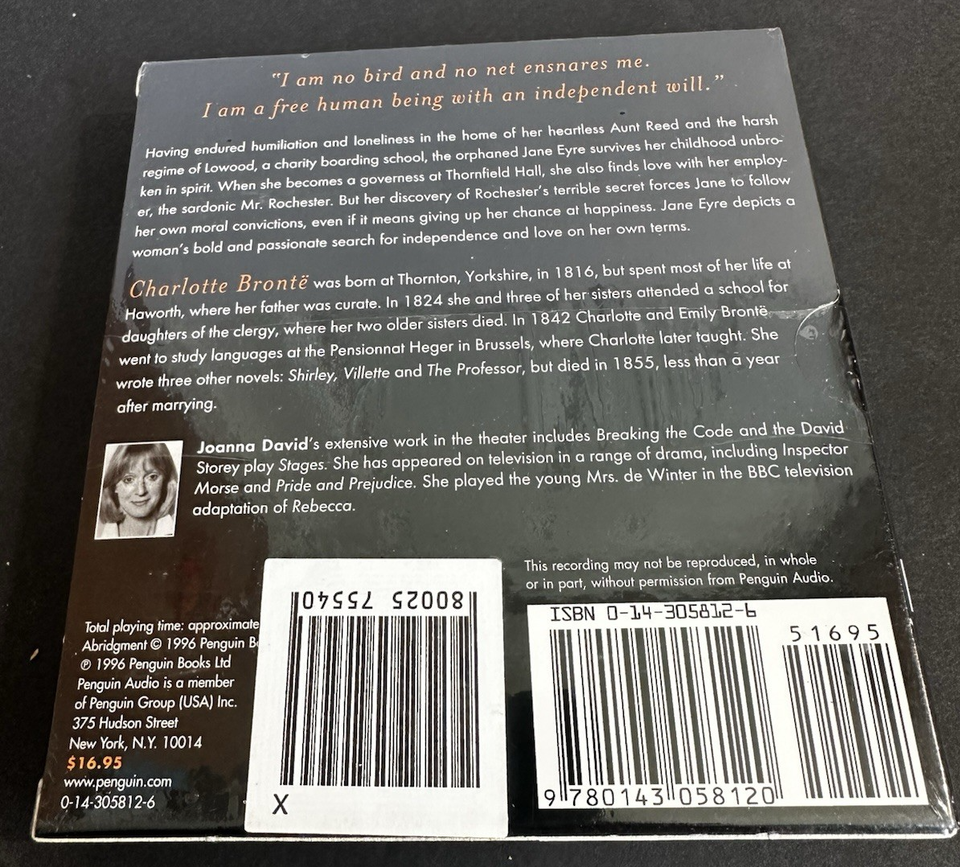 "I am no bird and no net ensnares me.
I am a free human being with an independent will."
Having endured humiliation and loneliness in the home of her heartless Aunt Reed and the harsh
regime of Lowood, a charity boarding school, the orphaned Jane Eyre survives her childhood unbro-
ken in spirit. When she becomes a governess at Thornfield Hall, she also finds love with her employ-
er, the sardonic Mr. Rochester. But her discovery of Rochester's terrible secret forces Jane to follow
her own moral convictions, even if it means giving up her chance at happiness. Jane Eyre depicts a
woman's bold and passionate search for independence and love on her own terms.
Charlotte Brontë was born at Thornton, Yorkshire, in 1816, but spent most of her life at
Haworth, where her father was curate. In 1824 she and three of her sisters attended a school for
daughters of the clergy, where her two older sisters died. In 1842 Charlotte and Emily Brontë
went to study languages at the Pensionnat Heger in Brussels, where Charlotte later taught. She
wrote three other novels: Shirley, Villette and The Professor, but died in 1855, less than a year
after marrying.
Joanna David's extensive work in the theater includes Breaking the Code and the David
Storey play Stages. She has appeared on television in a range of drama, including Inspector
Morse and Pride and Prejudice. She played the young Mrs. de Winter in the BBC television
adaptation of Rebecca.
This recording may not be reproduced, in whole
or in part, without permission from Penguin Audio.
Total playing time: approximate
Abridgment © 1996 Penguin B
℗ 1996 Penguin Books Ltd
Penguin Audio is a member
of Penguin Group (USA) Inc.
375 Hudson Street
New York, N.Y. 10014
$16.95
www.penguin.com
0-14-305812-6
80025 75540
X
ISBN 0-14-305812-6
51695
9 780143 058120